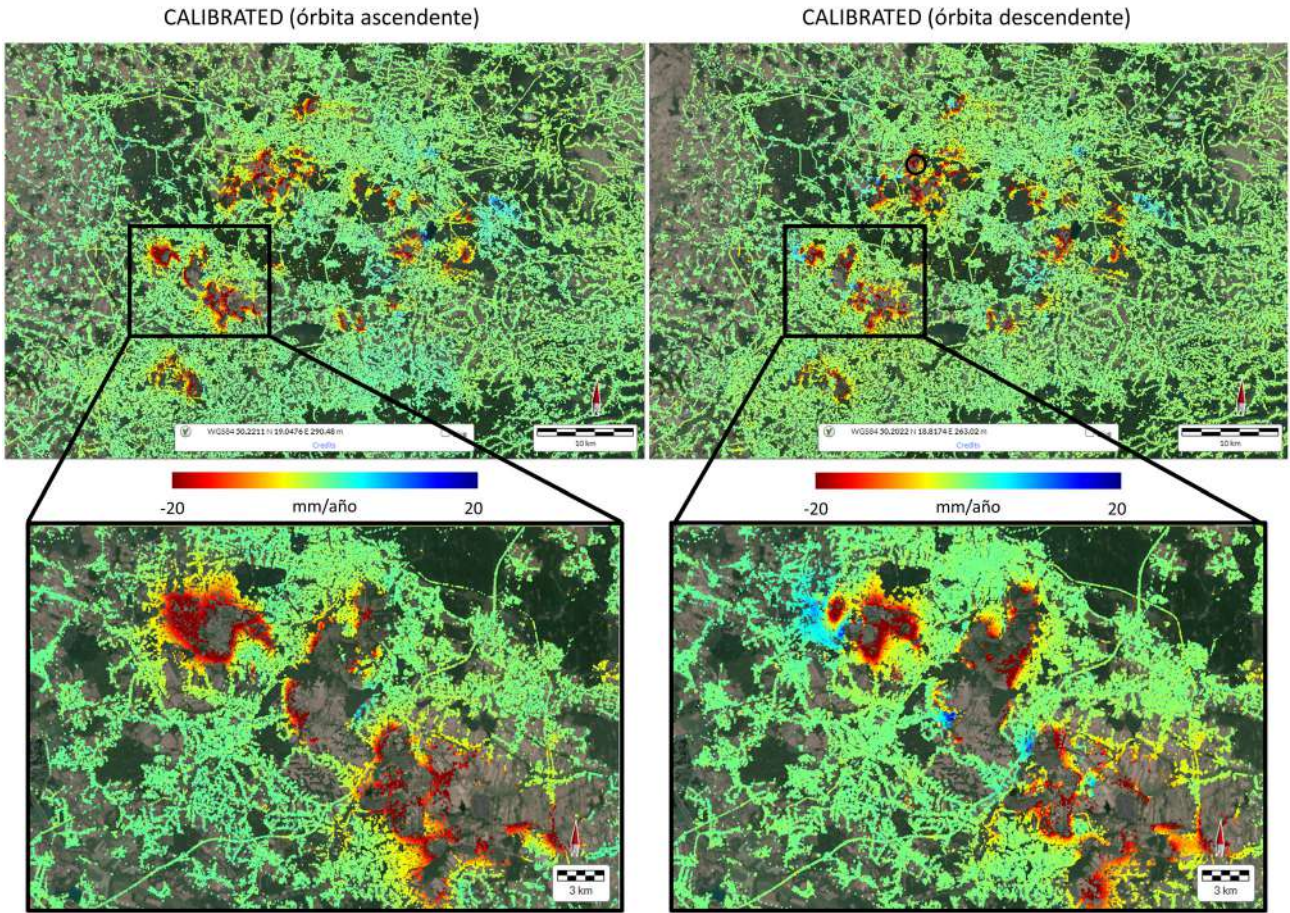 CALIBRATED (órbita ascendente)
CALIBRATED (órbita descendente)
WGS84 50.2211 N 19.0476 E 290.48 m
Credits
10 km
WGS84 50.2022 N 18.8174 E 263.02 m
Credits
10 km
-20
mm/año
20
-20
mm/año
20
3 km
3 km